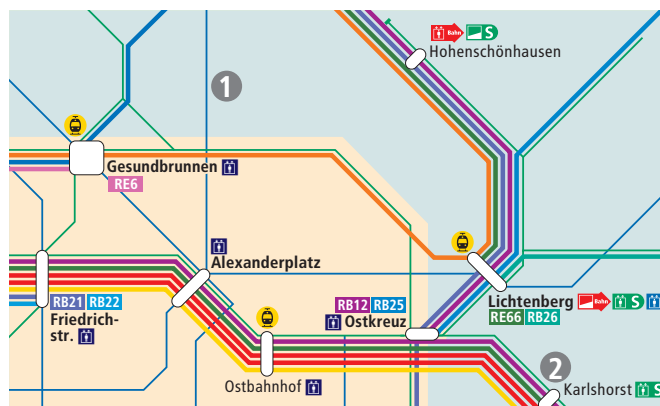 Bahn S
Hohenschönhausen
1
Gesundbrunnen
RE6
Alexanderplatz
RB21 RB22
Friedrich-
str.
RB12 RB25
Ostkreuz
Lichtenberg Bahn S
RE66 RB26
Ostbahnhof
2
Karlshorst S